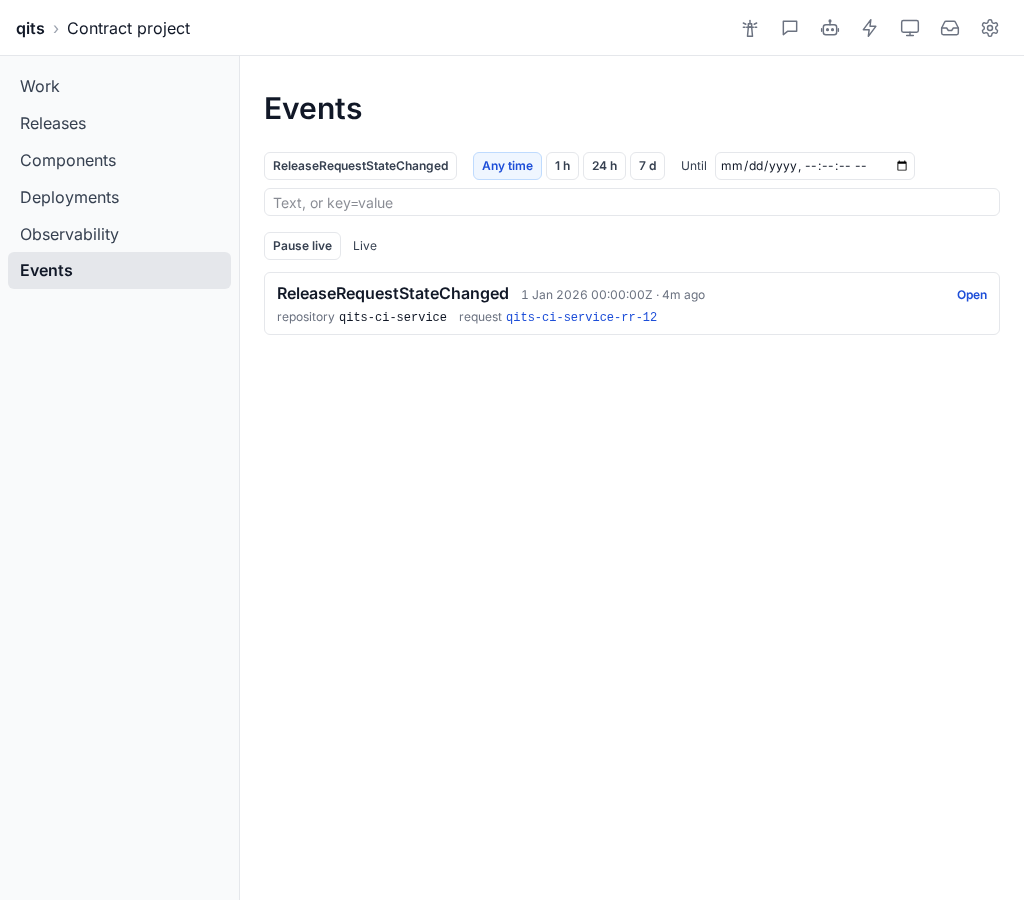 qits › Contract project
Work
Releases
Components
Deployments
Observability
Events
Events
ReleaseRequestStateChanged Any time 1 h 24 h 7 d Until mm/dd/yyyy, --:--:-- --
Text, or key=value
Pause live Live
ReleaseRequestStateChanged 1 Jan 2026 00:00:00Z · 4m ago Open
repository qits-ci-service request qits-ci-service-rr-12